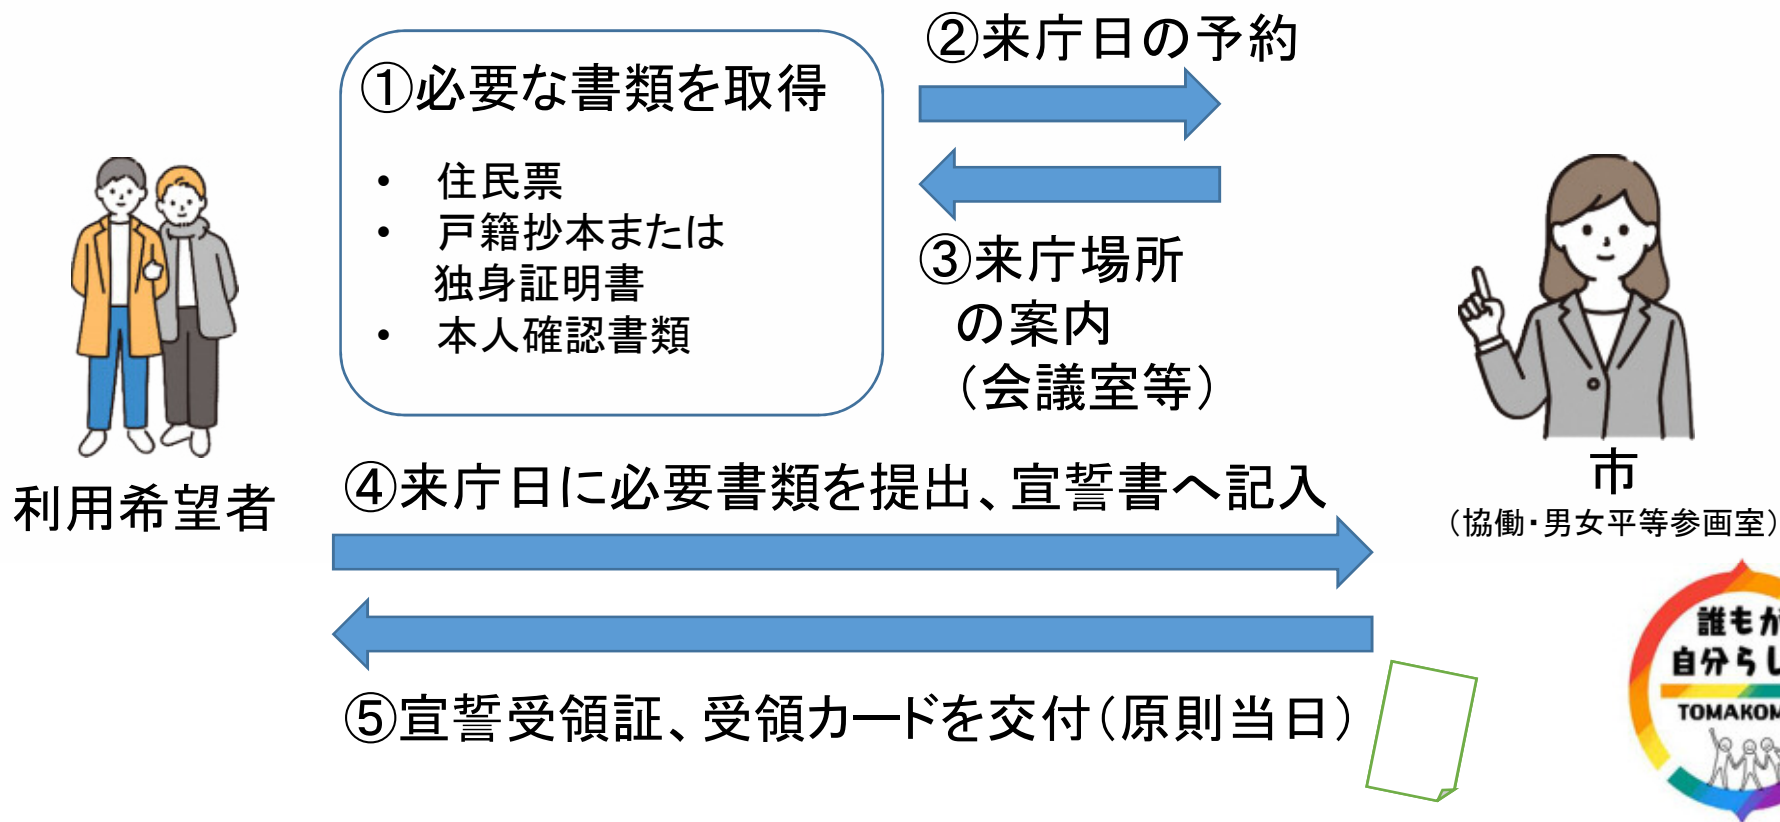 ①必要な書類を取得
• 住民票
• 戸籍抄本または
独身証明書
• 本人確認書類
②来庁日の予約
③来庁場所
の案内
（会議室等）
利用希望者
市
（協働・男女平等参画室）
④来庁日に必要書類を提出、宣誓書へ記入
⑤宣誓受領証、受領カードを交付（原則当日）
誰もが
自分らし
TOMAKOM